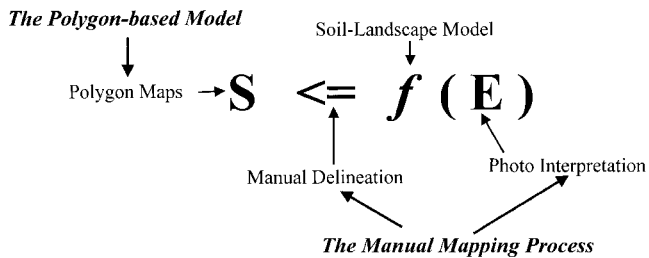 The Polygon-based Model
Soil-Landscape Model
Polygon Maps
S <= f ( E )
Manual Delineation
Photo Interpretation
The Manual Mapping Process